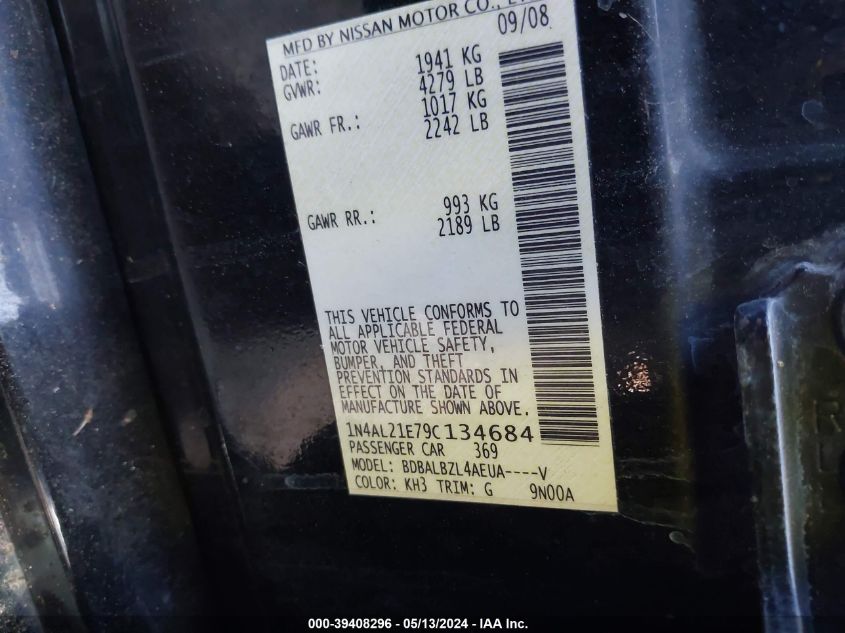 MFD BY NISSAN MOTOR CO.,
DATE: 09/08
GVWR: 1941 KG
4279 LB
GAWR FR.: 1017 KG
2242 LB
GAWR RR.: 993 KG
2189 LB
THIS VEHICLE CONFORMS TO
ALL APPLICABLE FEDERAL
MOTOR VEHICLE SAFETY,
BUMPER, AND THEFT
PREVENTION STANDARDS IN
EFFECT ON THE DATE OF
MANUFACTURE SHOWN ABOVE.
1N4AL21E79C134684
PASSENGER CAR 369
MODEL: BDBALBZL4AEUA----V
COLOR: KH3 TRIM: G 9N00A
000-39408296 - 05/13/2024 - IAA Inc.